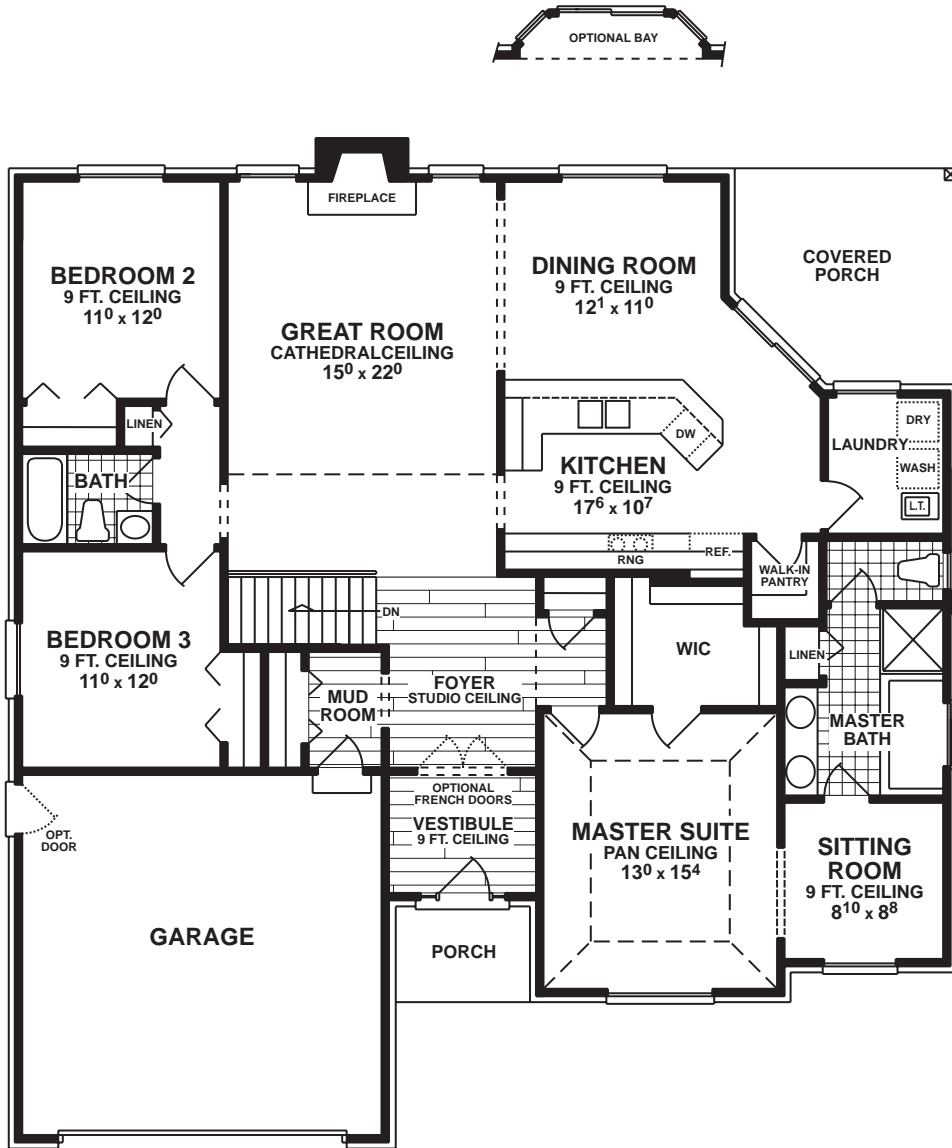 OPTIONAL BAY
FIREPLACE
BEDROOM 2
9 FT. CEILING
11⁰ x 12⁰
GREAT ROOM
CATHEDRALCEILING
15⁰ x 22⁰
DINING ROOM
9 FT. CEILING
12¹ x 11⁰
COVERED
PORCH
LINEN
BATH
DW
KITCHEN
9 FT. CEILING
17⁶ x 10⁷
RNG
REF.
LAUNDRY
DRY
WASH
L.T.
WALK-IN
PANTRY
DN
BEDROOM 3
9 FT. CEILING
11⁰ x 12⁰
MUD
ROOM
FOYER
STUDIO CEILING
WIC
LINEN
MASTER
BATH
OPTIONAL
FRENCH DOORS
VESTIBULE
9 FT. CEILING
OPT.
DOOR
GARAGE
PORCH
MASTER SUITE
PAN CEILING
13⁰ x 15⁴
SITTING
ROOM
9 FT. CEILING
8¹⁰ x 8⁸